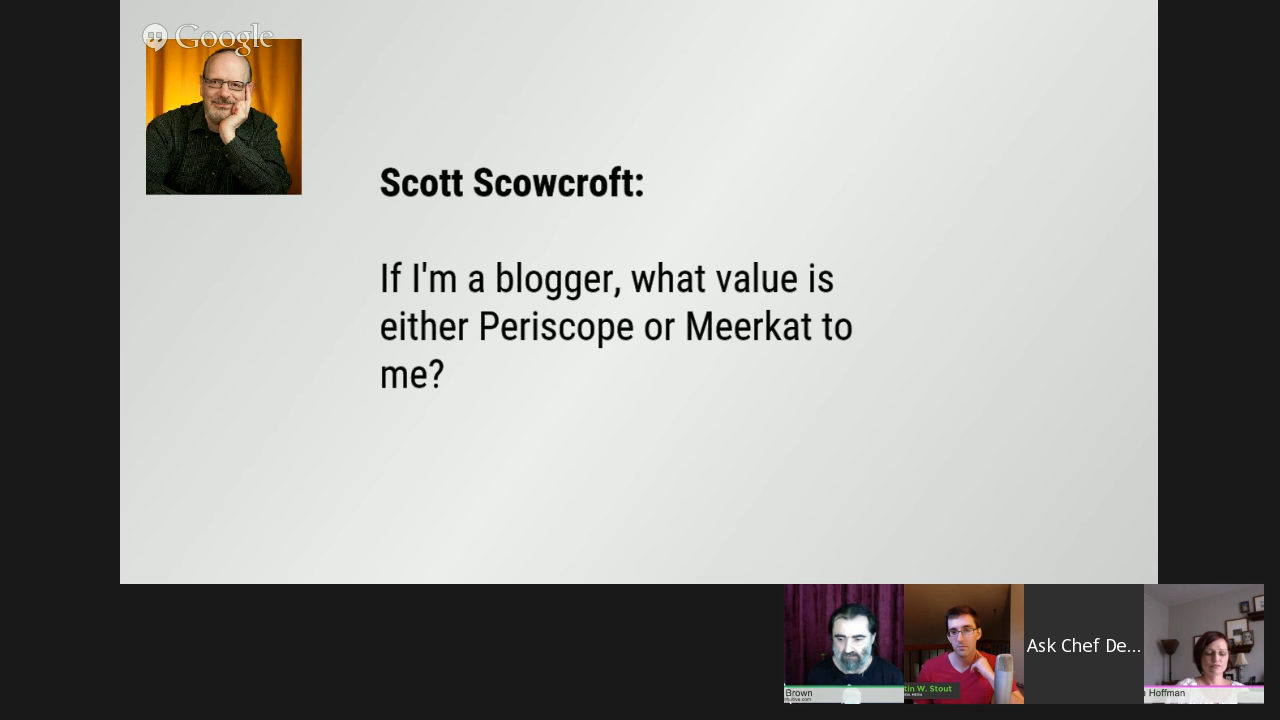 Google
Scott Scowcroft:
If I'm a blogger, what value is
either Periscope or Meerkat to
me?
Ask Chef De...
Brown
tin W. Stout
Hoffman